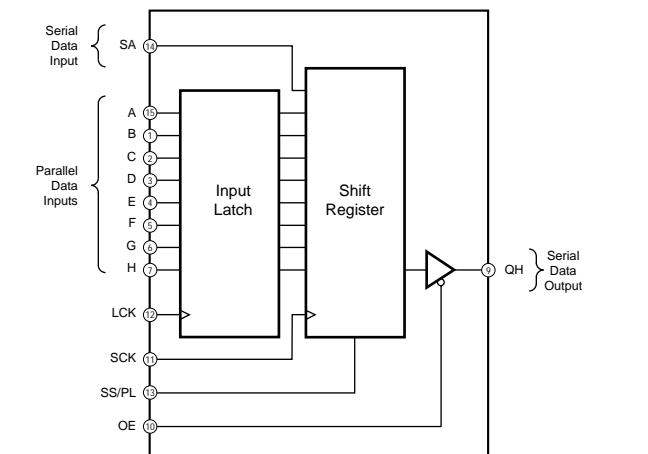 Serial
Data
Input
SA 14
A 15
B 1
C 2
D 3
E 4
F 5
G 6
H 7
Parallel
Data
Inputs
Input
Latch
Shift
Register
9 QH
Serial
Data
Output
LCK 12
SCK 11
SS/PL 13
OE 10